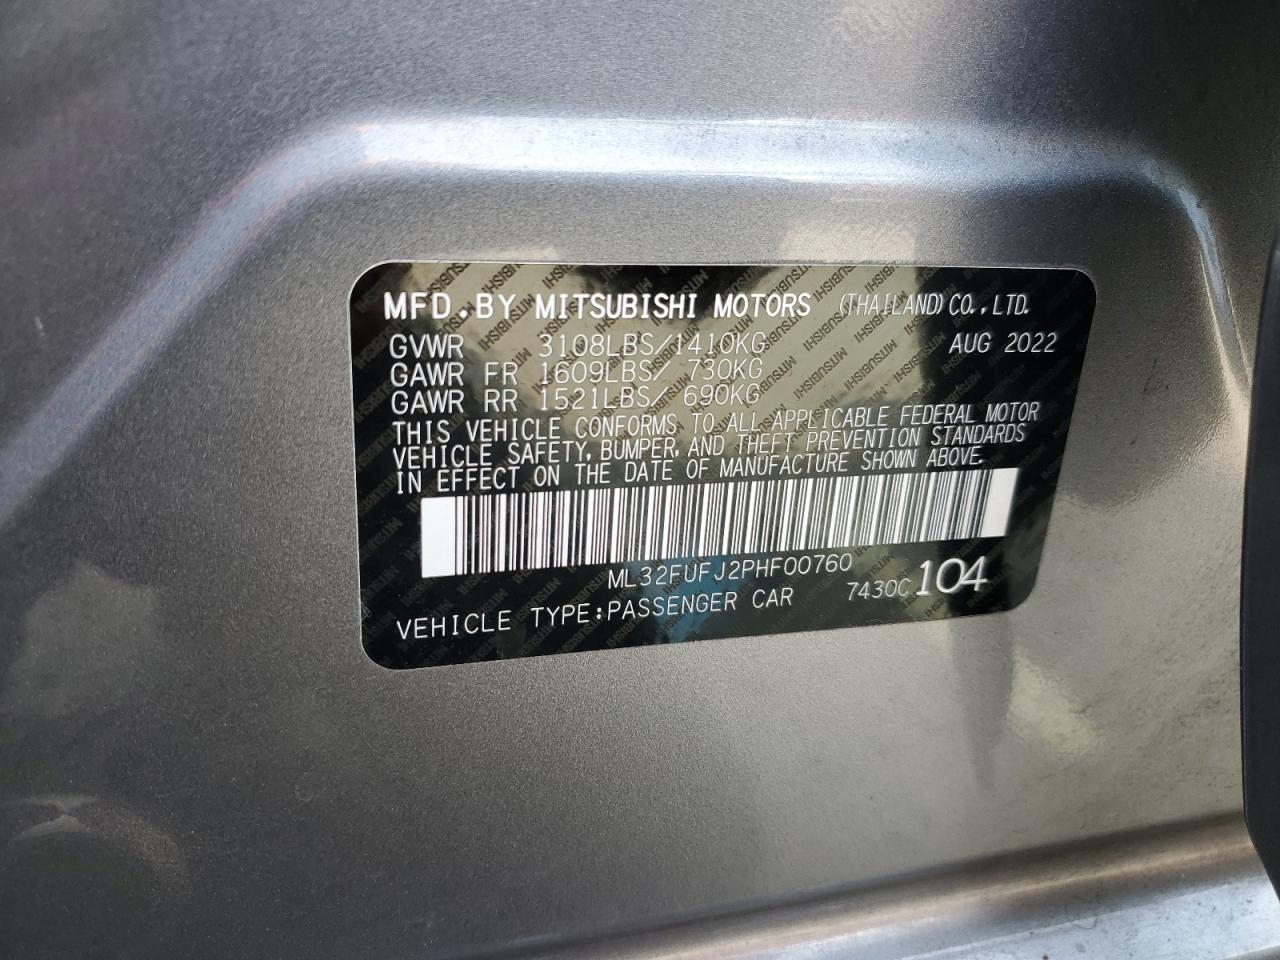 MFD.BY MITSUBISHI MOTORS (THAILAND) CO., LTD.
GVWR 3108LBS/1410KG AUG 2022
GAWR FR 1609LBS/ 730KG
GAWR RR 1521LBS/ 690KG
THIS VEHICLE CONFORMS TO ALL APPLICABLE FEDERAL MOTOR
VEHICLE SAFETY, BUMPER, AND THEFT PREVENTION STANDARDS
IN EFFECT ON THE DATE OF MANUFACTURE SHOWN ABOVE.
ML32FUFJ2PHF00760
VEHICLE TYPE:PASSENGER CAR 7430C 104